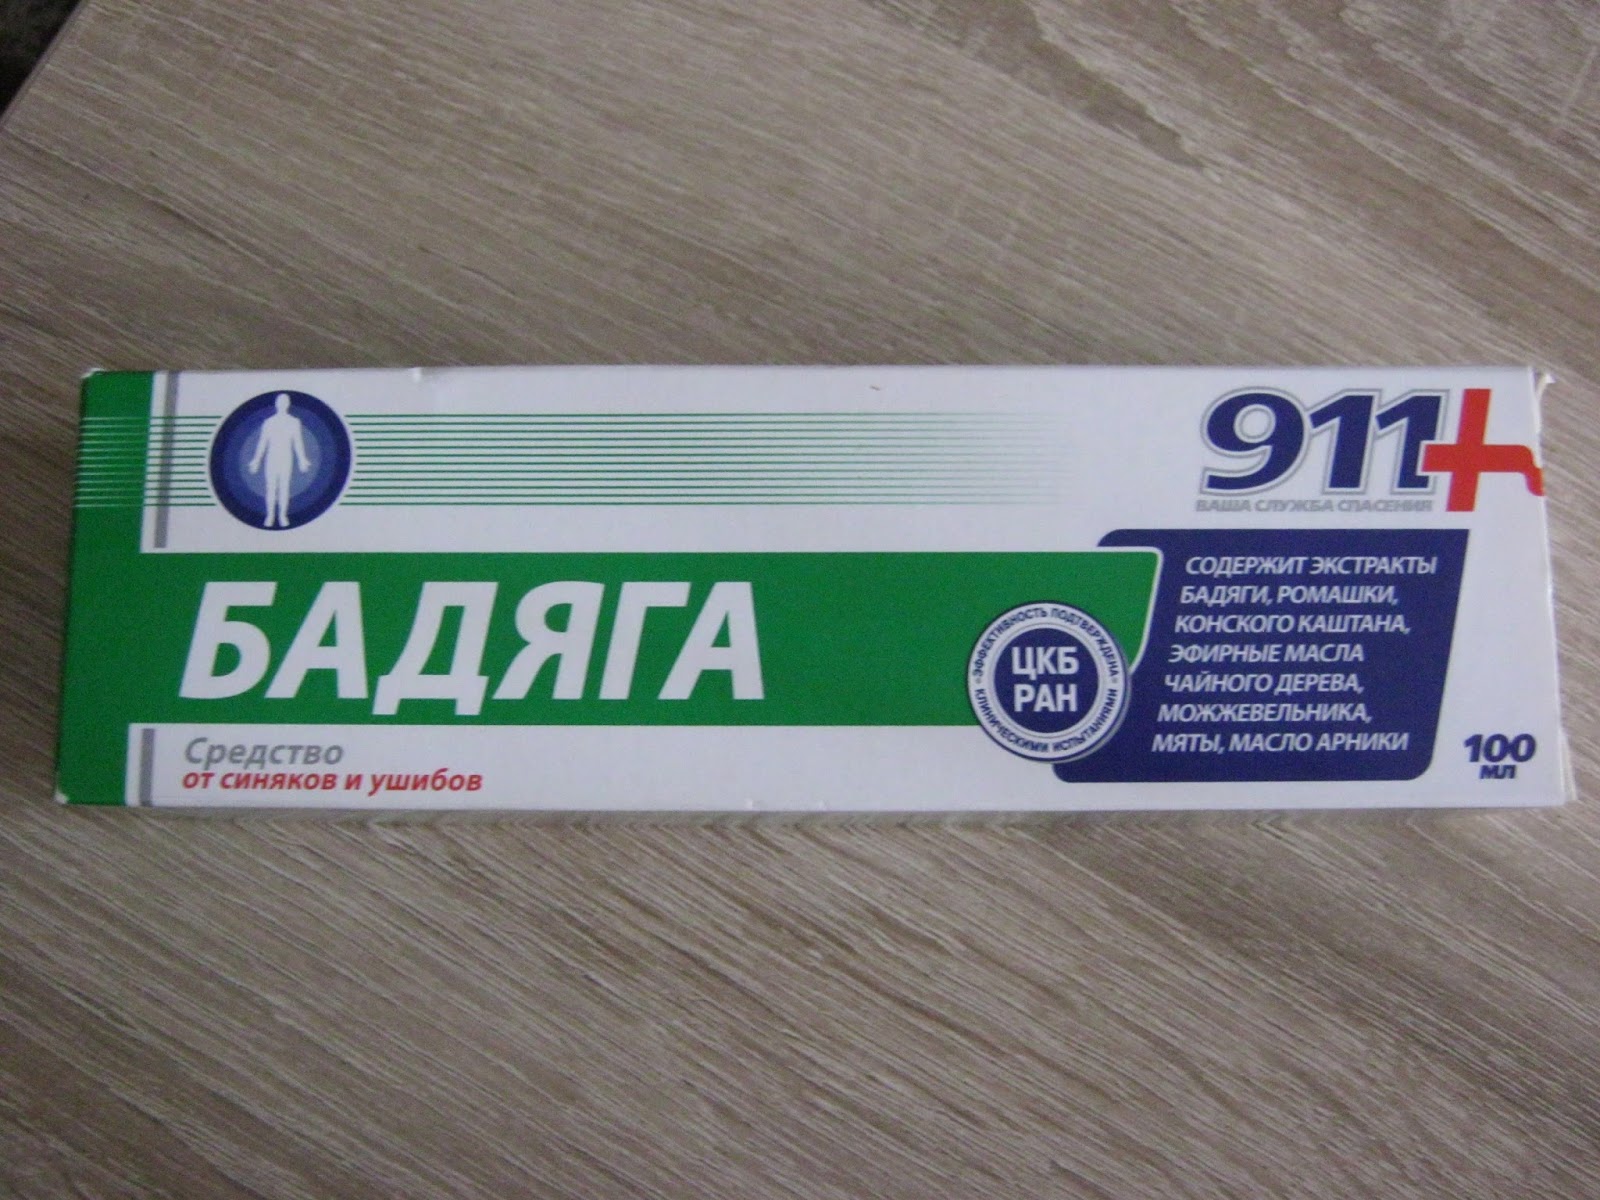 911
ВАША СЛУЖБА СПАСЕНИЯ
БАДЯГА
Средство
от синяков и ушибов
«ЭФФЕКТИВНОСТЬ ПОДТВЕРЖДЕНА»
КЛИНИЧЕСКИМИ ИСПЫТАНИЯМИ
ЦКБ
РАН
СОДЕРЖИТ ЭКСТРАКТЫ
БАДЯГИ, РОМАШКИ,
КОНСКОГО КАШТАНА,
ЭФИРНЫЕ МАСЛА
ЧАЙНОГО ДЕРЕВА,
МОЖЖЕВЕЛЬНИКА,
МЯТЫ, МАСЛО АРНИКИ
100
МЛ